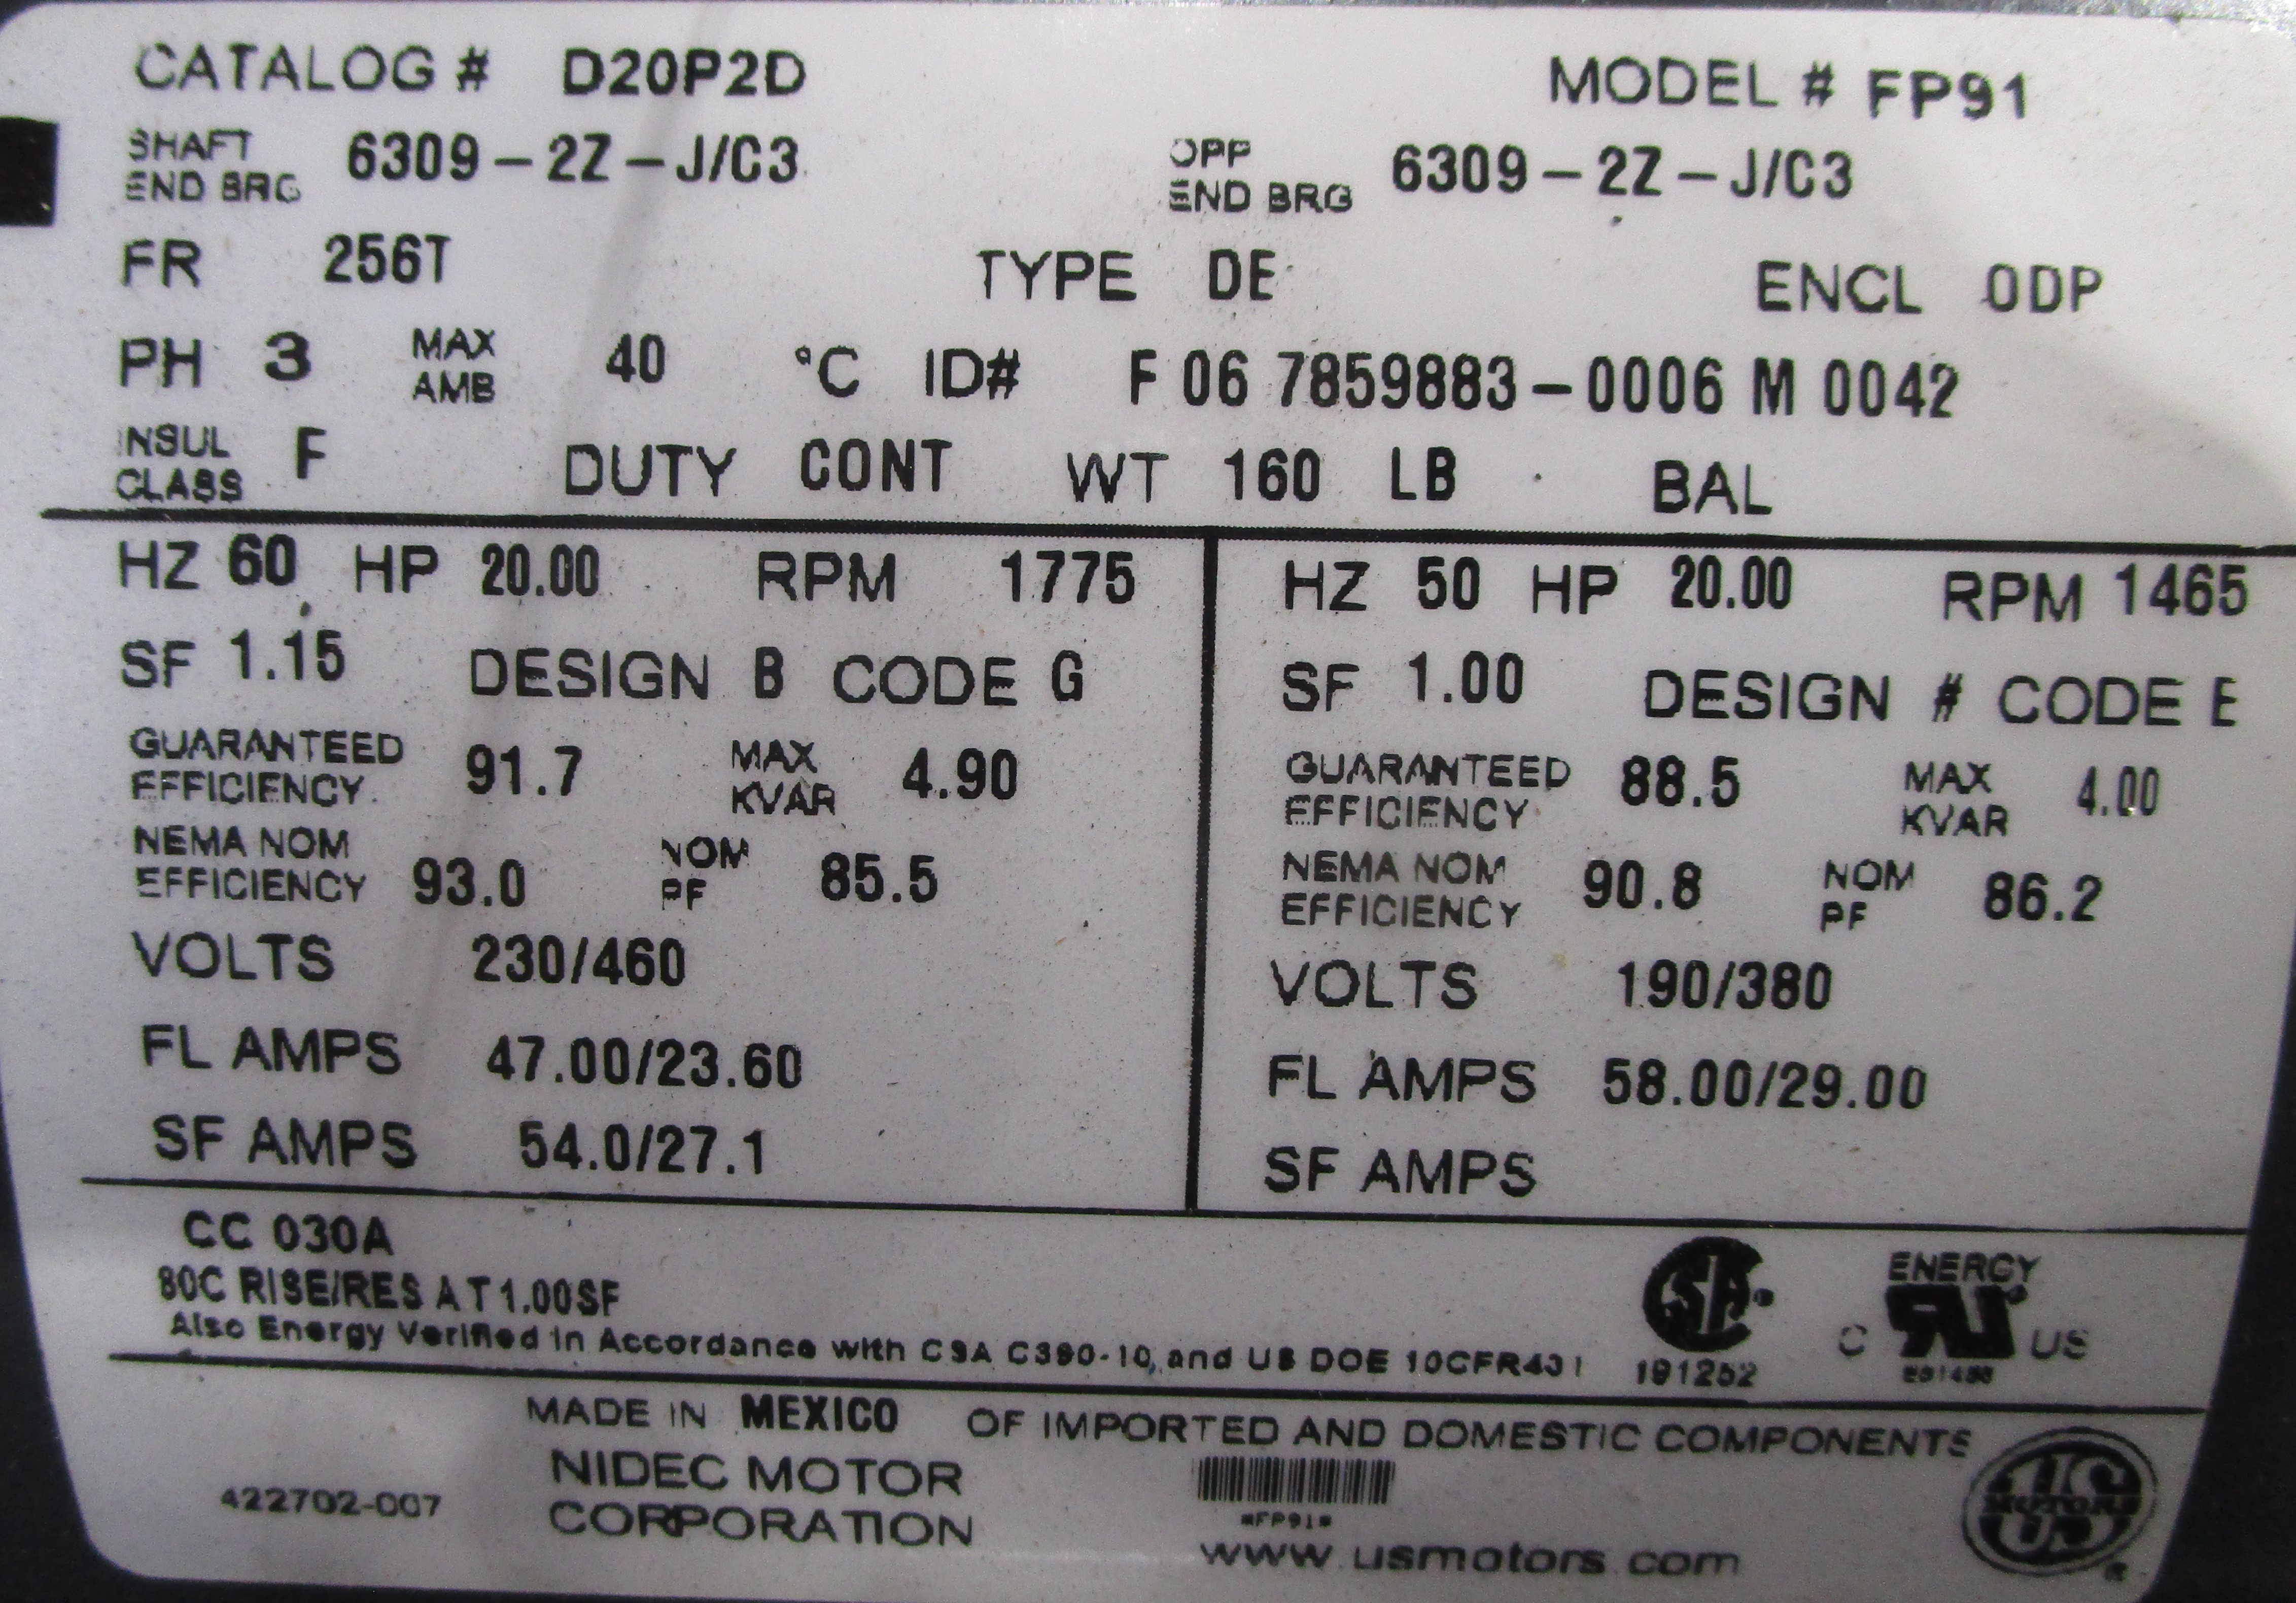 CATALOG # D20P2D MODEL # FP91
SHAFT END BRG 6309-2Z-J/C3 OPP END BRG 6309-2Z-J/C3
FR 256T TYPE DE ENCL ODP
PH 3 MAX AMB 40 °C ID# F 06 7859883-0006 M 0042
INSUL CLASS F DUTY CONT WT 160 LB BAL
HZ 60 HP 20.00 RPM 1775
SF 1.15 DESIGN B CODE G
GUARANTEED EFFICIENCY 91.7 MAX KVAR 4.90
NEMA NOM EFFICIENCY 93.0 NOM PF 85.5
VOLTS 230/460
FL AMPS 47.00/23.60
SF AMPS 54.0/27.1
HZ 50 HP 20.00 RPM 1465
SF 1.00 DESIGN # CODE E
GUARANTEED EFFICIENCY 88.5 MAX KVAR 4.00
NEMA NOM EFFICIENCY 90.8 NOM PF 86.2
VOLTS 190/380
FL AMPS 58.00/29.00
SF AMPS
CC 030A
80C RISE/RES AT 1.00SF
Also Energy Verified in Accordance with CSA C390-10, and US DOE 10CFR431
CSA
191252
ENERGY
C US
MADE IN MEXICO OF IMPORTED AND DOMESTIC COMPONENTS
NIDEC MOTOR
CORPORATION
422702-007
*FP91*
www.usmotors.com
US MOTORS ®